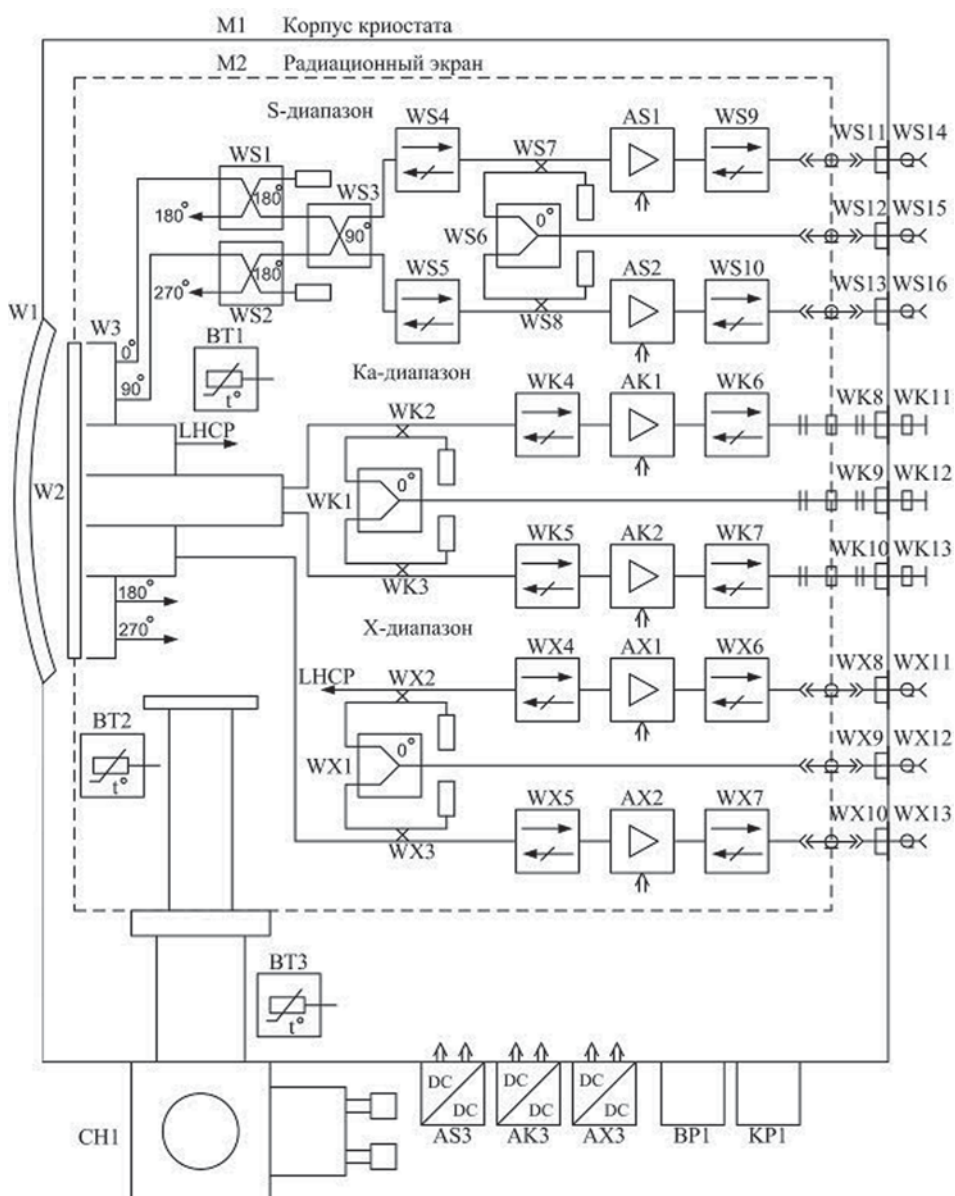 M1 Корпус криостата
M2 Радиационный экран
S-диапазон
WS4
AS1
WS9
WS11 WS14
WS1
180°
WS7
180°
WS3
90°
WS6
0°
WS12 WS15
WS5
AS2
WS10
WS13 WS16
180°
270°
WS2
WS8
W1
W3
0°
90°
BT1
t°
Ка-диапазон
WK2
WK4
AK1
WK6
WK8 WK11
LHCP
W2
WK1
0°
WK9 WK12
WK5
AK2
WK7
WK10 WK13
WK3
180°
270°
X-диапазон
WX4
AX1
WX6
WX8 WX11
LHCP
WX2
BT2
t°
WX1
0°
WX9 WX12
WX5
AX2
WX7
WX10 WX13
WX3
BT3
t°
CH1
DC
DC
DC
DC
DC
DC
AS3
AK3
AX3
BP1
KP1